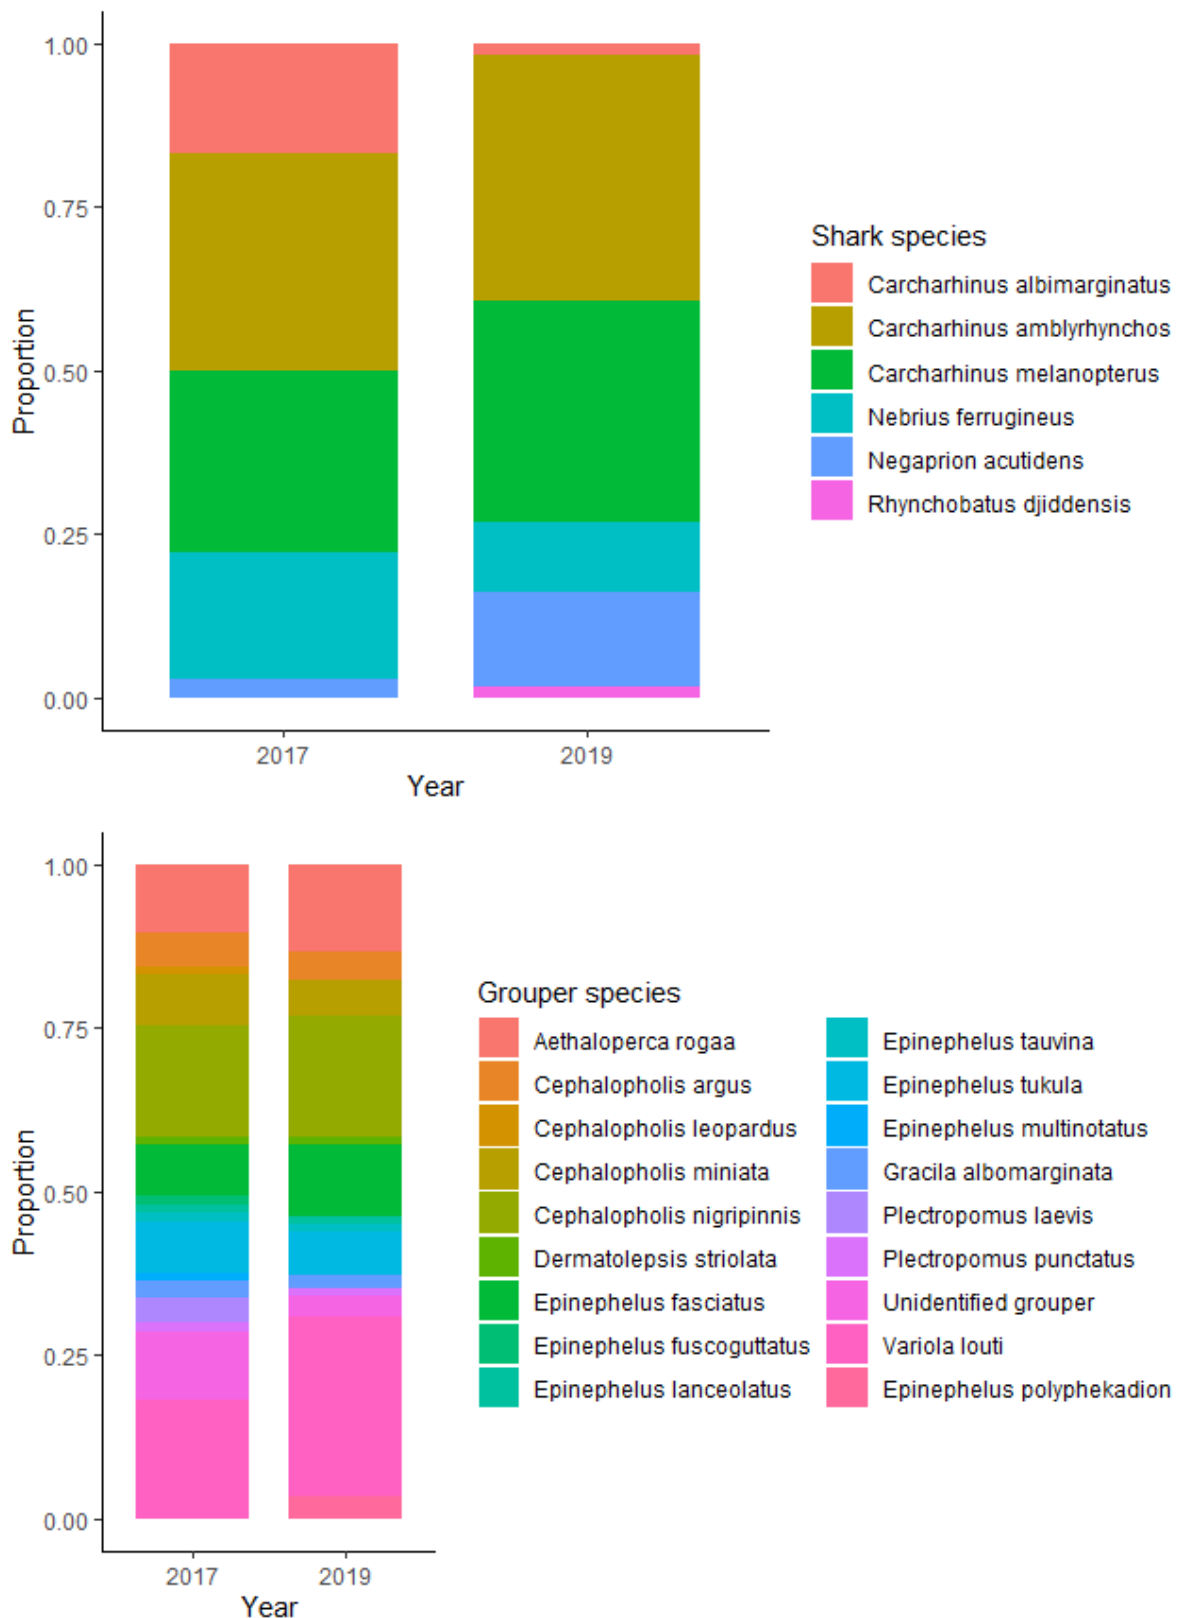 1.00
0.75
0.50
0.25
0.00
Proportion
2017
2019
Year
Shark species
Carcharhinus albimarginatus
Carcharhinus amblyrhynchos
Carcharhinus melanopterus
Nebrius ferrugineus
Negaprion acutidens
Rhynchobatus djiddensis
1.00
0.75
0.50
0.25
0.00
Proportion
2017
2019
Year
Grouper species
Aethaloperca rogaa
Cephalopholis argus
Cephalopholis leopardus
Cephalopholis miniata
Cephalopholis nigripinnis
Dermatolepsis striolata
Epinephelus fasciatus
Epinephelus fuscoguttatus
Epinephelus lanceolatus
Epinephelus tauvina
Epinephelus tukula
Epinephelus multinotatus
Gracila albomarginata
Plectropomus laevis
Plectropomus punctatus
Unidentified grouper
Variola louti
Epinephelus polyphekadion